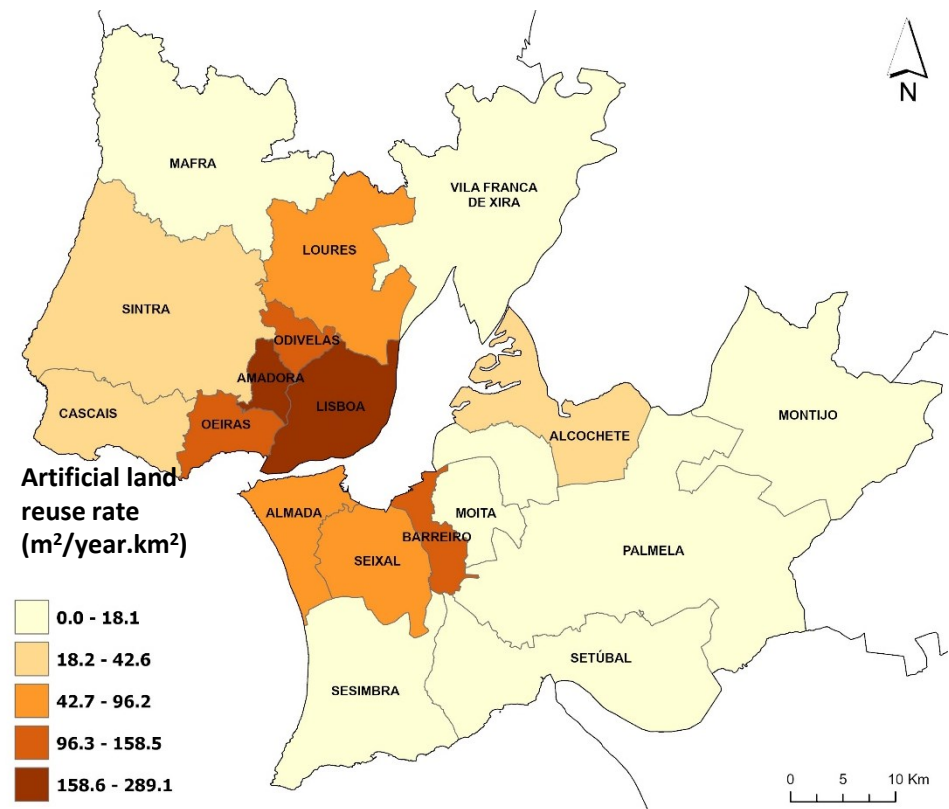 N
MAFRA
VILA FRANCA
DE XIRA
LOURES
SINTRA
ODIVELAS
AMADORA
LISBOA
CASCAIS
OEIRAS
MONTIJO
ALCOCHETE
Artificial land
reuse rate
(m²/year.km²)
ALMADA
MOITA
BARREIRO
SEIXAL
PALMELA
SETÚBAL
SESIMBRA
0.0 - 18.1
18.2 - 42.6
42.7 - 96.2
96.3 - 158.5
158.6 - 289.1
0 5 10 Km